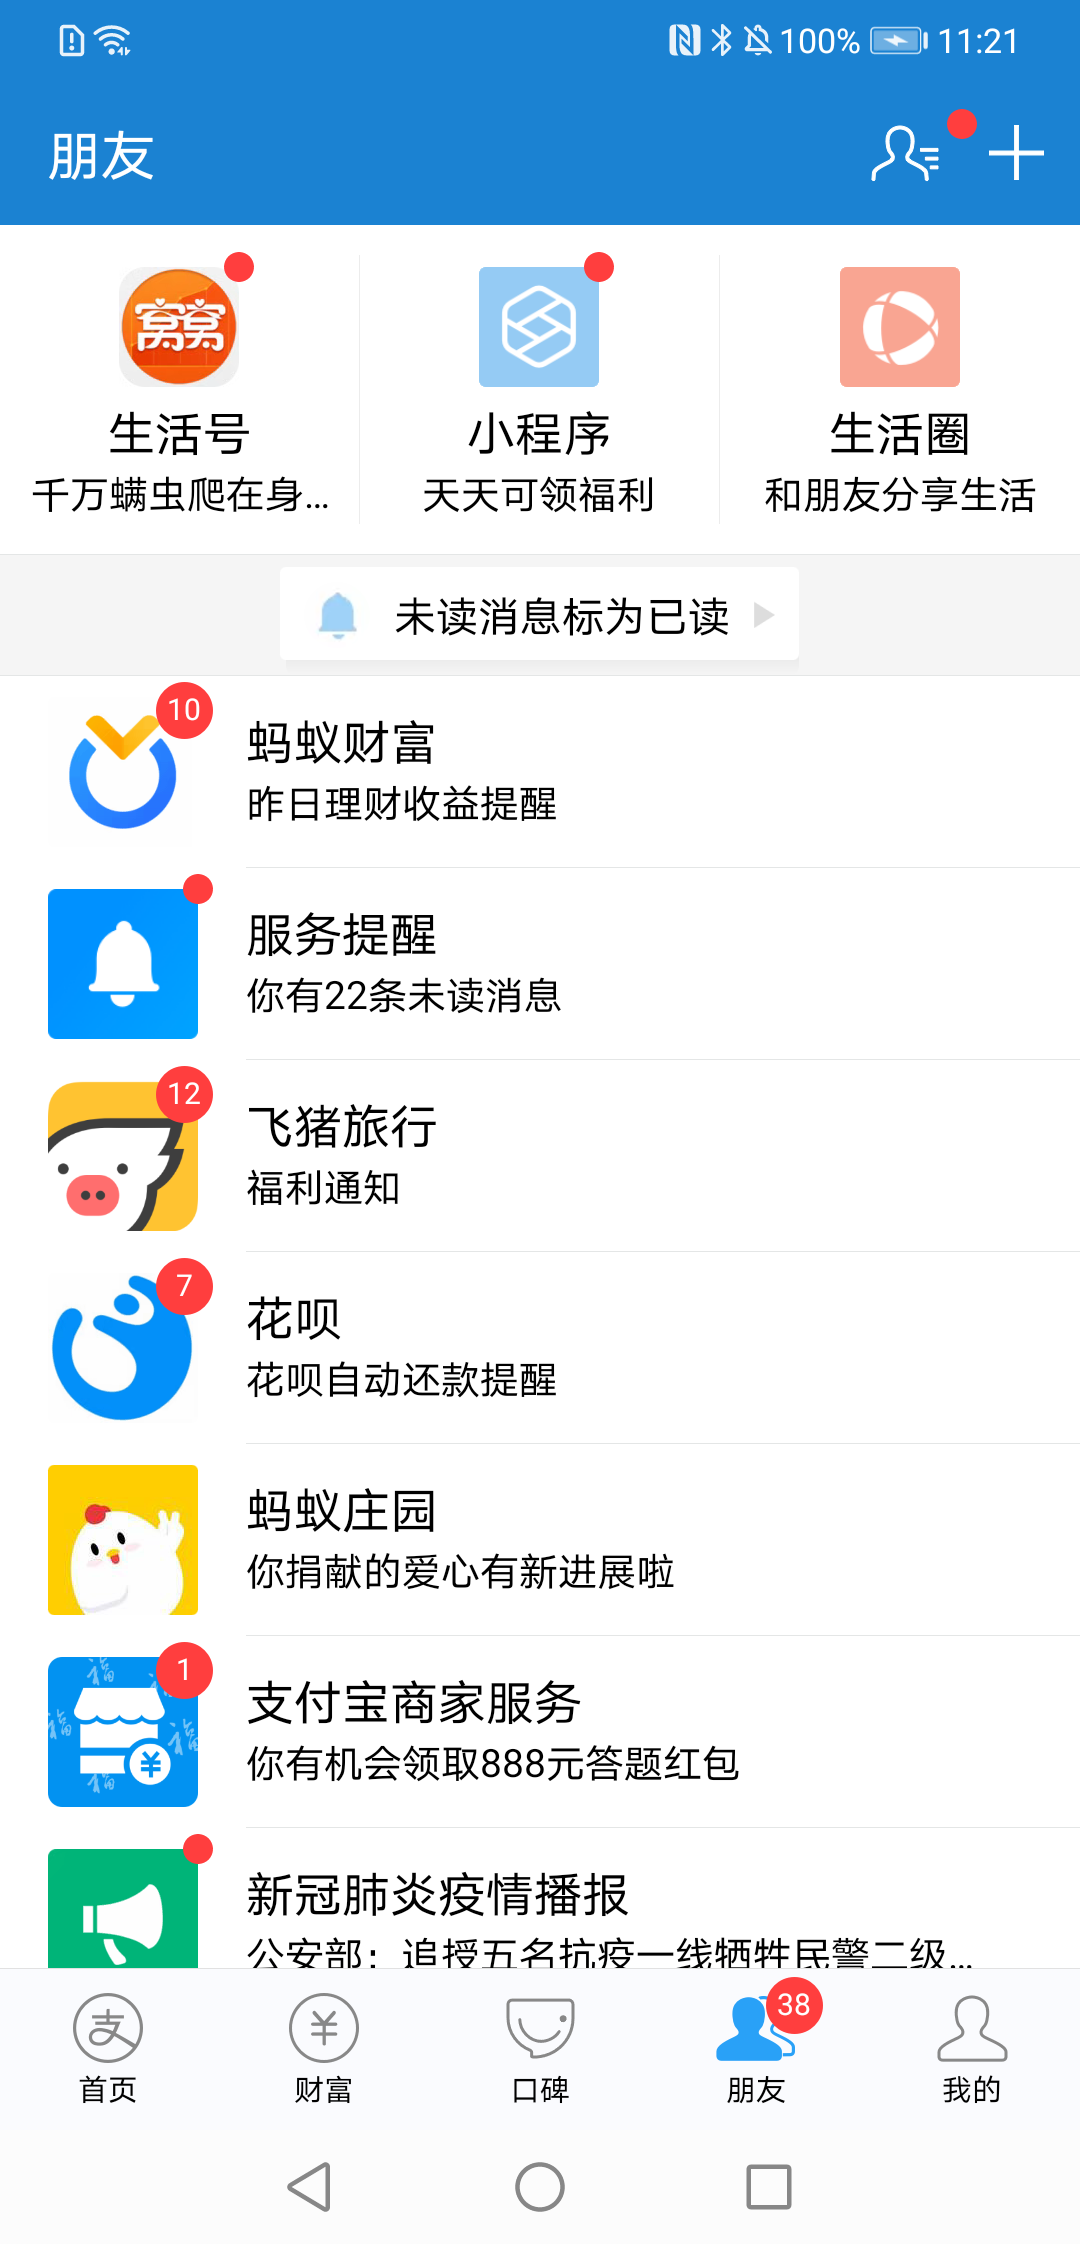 100% 11:21
朋友
窝窝
生活号
小程序
生活圈
千万螨虫爬在身...
天天可领福利
和朋友分享生活
未读消息标为已读
10
蚂蚁财富
昨日理财收益提醒
服务提醒
你有22条未读消息
12
飞猪旅行
福利通知
7
花呗
花呗自动还款提醒
蚂蚁庄园
你捐献的爱心有新进展啦
1
福
福
福
福
¥
支付宝商家服务
你有机会领取888元答题红包
新冠肺炎疫情播报
公安部：追授五名抗疫一线牺牲民警二级...
支
¥
38
首页
财富
口碑
朋友
我的